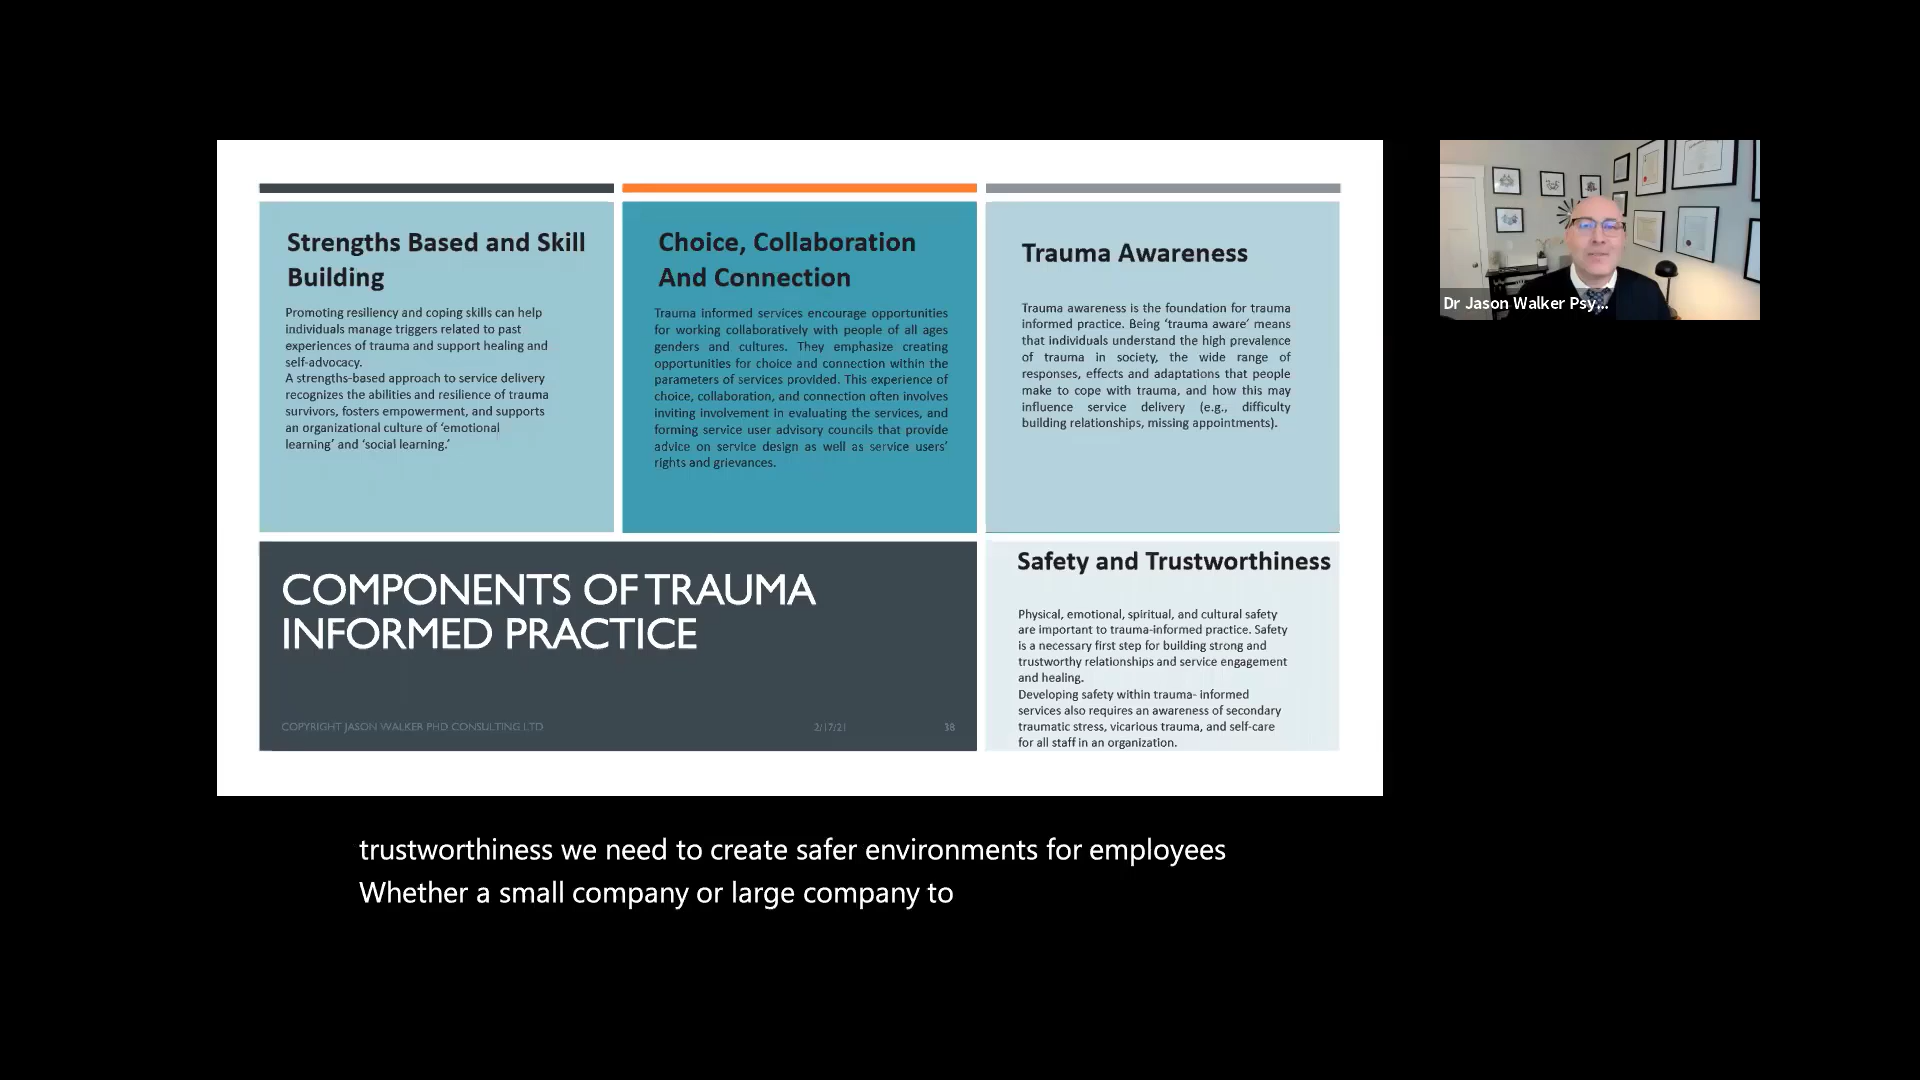 Strengths Based and Skill
Building
Promoting resiliency and coping skills can help
individuals manage triggers related to past
experiences of trauma and support healing and
self-advocacy.
A strengths-based approach to service delivery
recognizes the abilities and resilience of trauma
survivors, fosters empowerment, and supports
an organizational culture of ‘emotional
learning’ and ‘social learning.’
Choice, Collaboration
And Connection
Trauma informed services encourage opportunities
for working collaboratively with people of all ages
genders and cultures. They emphasize creating
opportunities for choice and connection within the
parameters of services provided. This experience of
choice, collaboration, and connection often involves
inviting involvement in evaluating the services, and
forming service user advisory councils that provide
advice on service design as well as service users’
rights and grievances.
Trauma Awareness
Trauma awareness is the foundation for trauma
informed practice. Being ‘trauma aware’ means
that individuals understand the high prevalence
of trauma in society, the wide range of
responses, effects and adaptations that people
make to cope with trauma, and how this may
influence service delivery (e.g., difficulty
building relationships, missing appointments).
COMPONENTS OF TRAUMA
INFORMED PRACTICE
COPYRIGHT JASON WALKER PHD CONSULTING LTD
2/17/21
38
Safety and Trustworthiness
Physical, emotional, spiritual, and cultural safety
are important to trauma-informed practice. Safety
is a necessary first step for building strong and
trustworthy relationships and service engagement
and healing.
Developing safety within trauma- informed
services also requires an awareness of secondary
traumatic stress, vicarious trauma, and self-care
for all staff in an organization.
Dr Jason Walker Psy...
trustworthiness we need to create safer environments for employees
Whether a small company or large company to